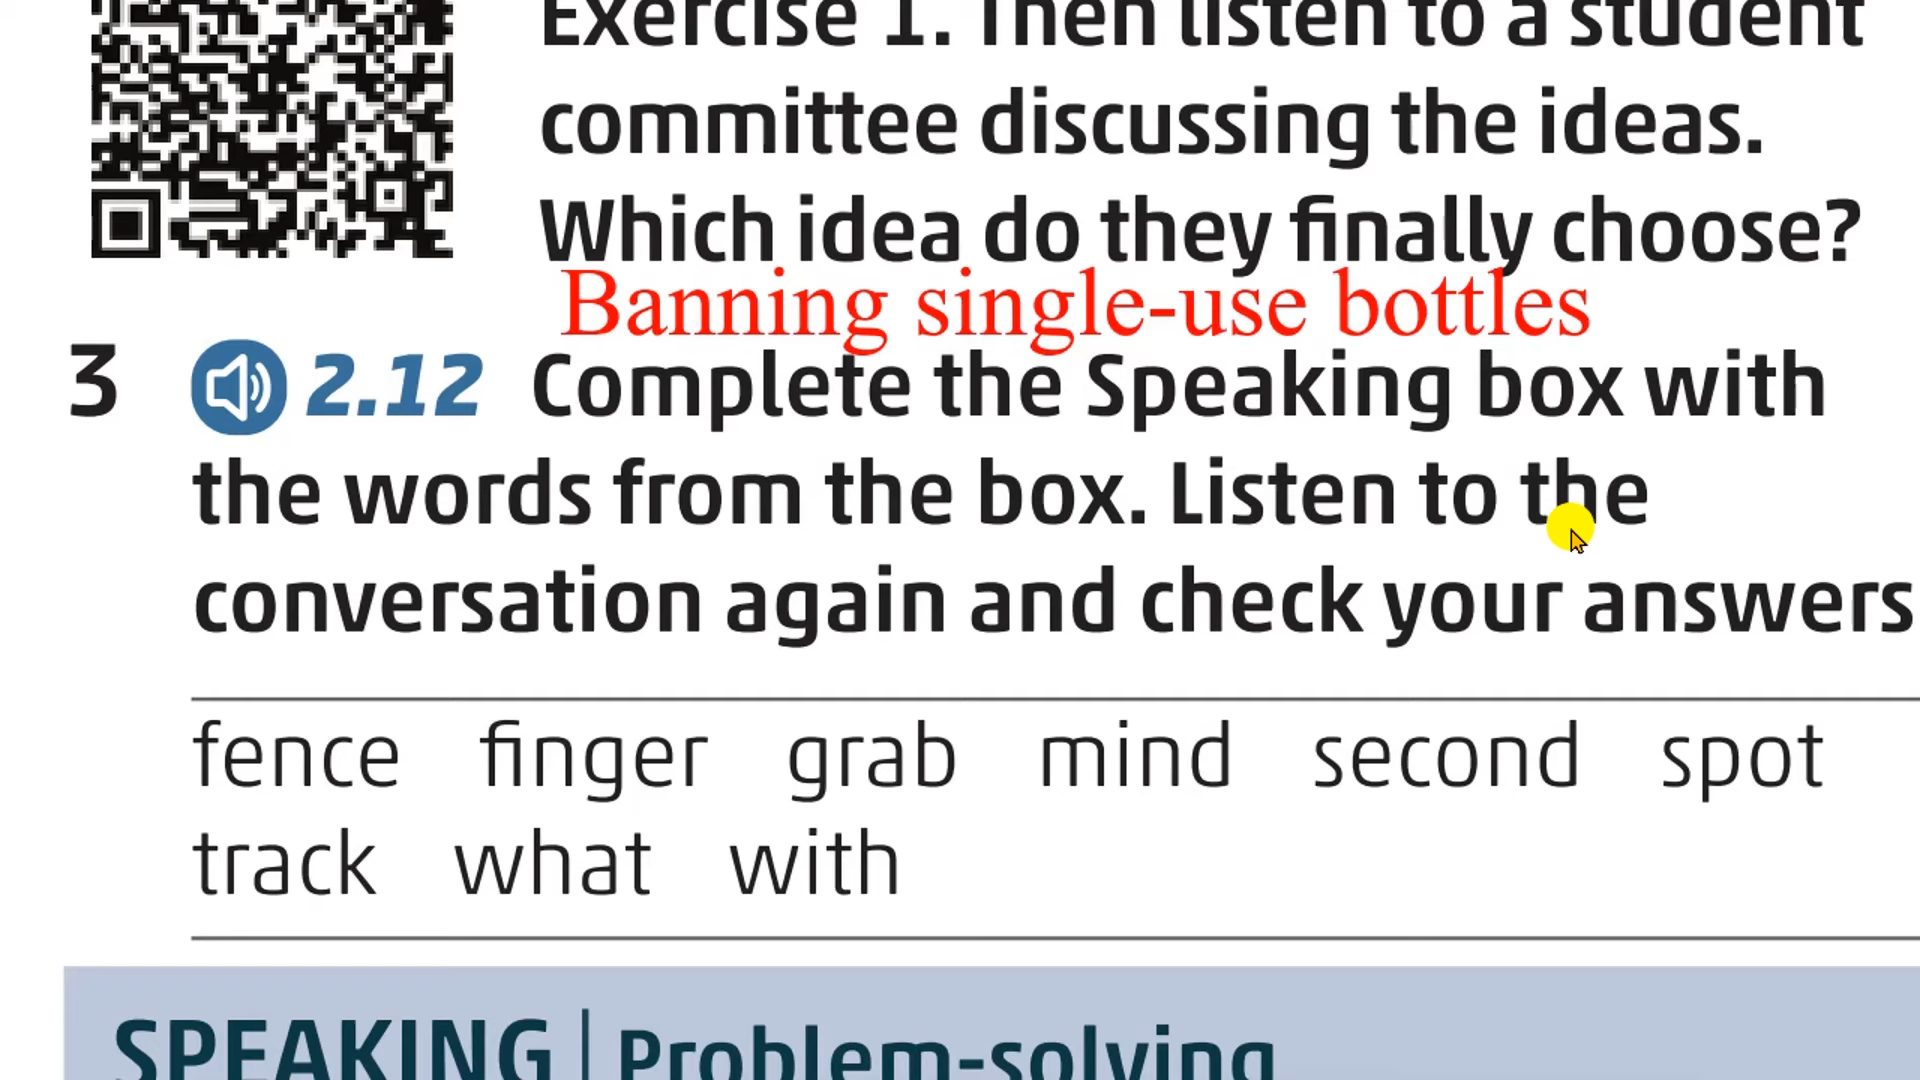 Exercise 1. Then listen to a student
committee discussing the ideas.
Which idea do they finally choose?
Banning single-use bottles
3 2.12 Complete the Speaking box with
the words from the box. Listen to the
conversation again and check your answers
fence finger grab mind second spot
track what with
SPEAKING | Problem-solving